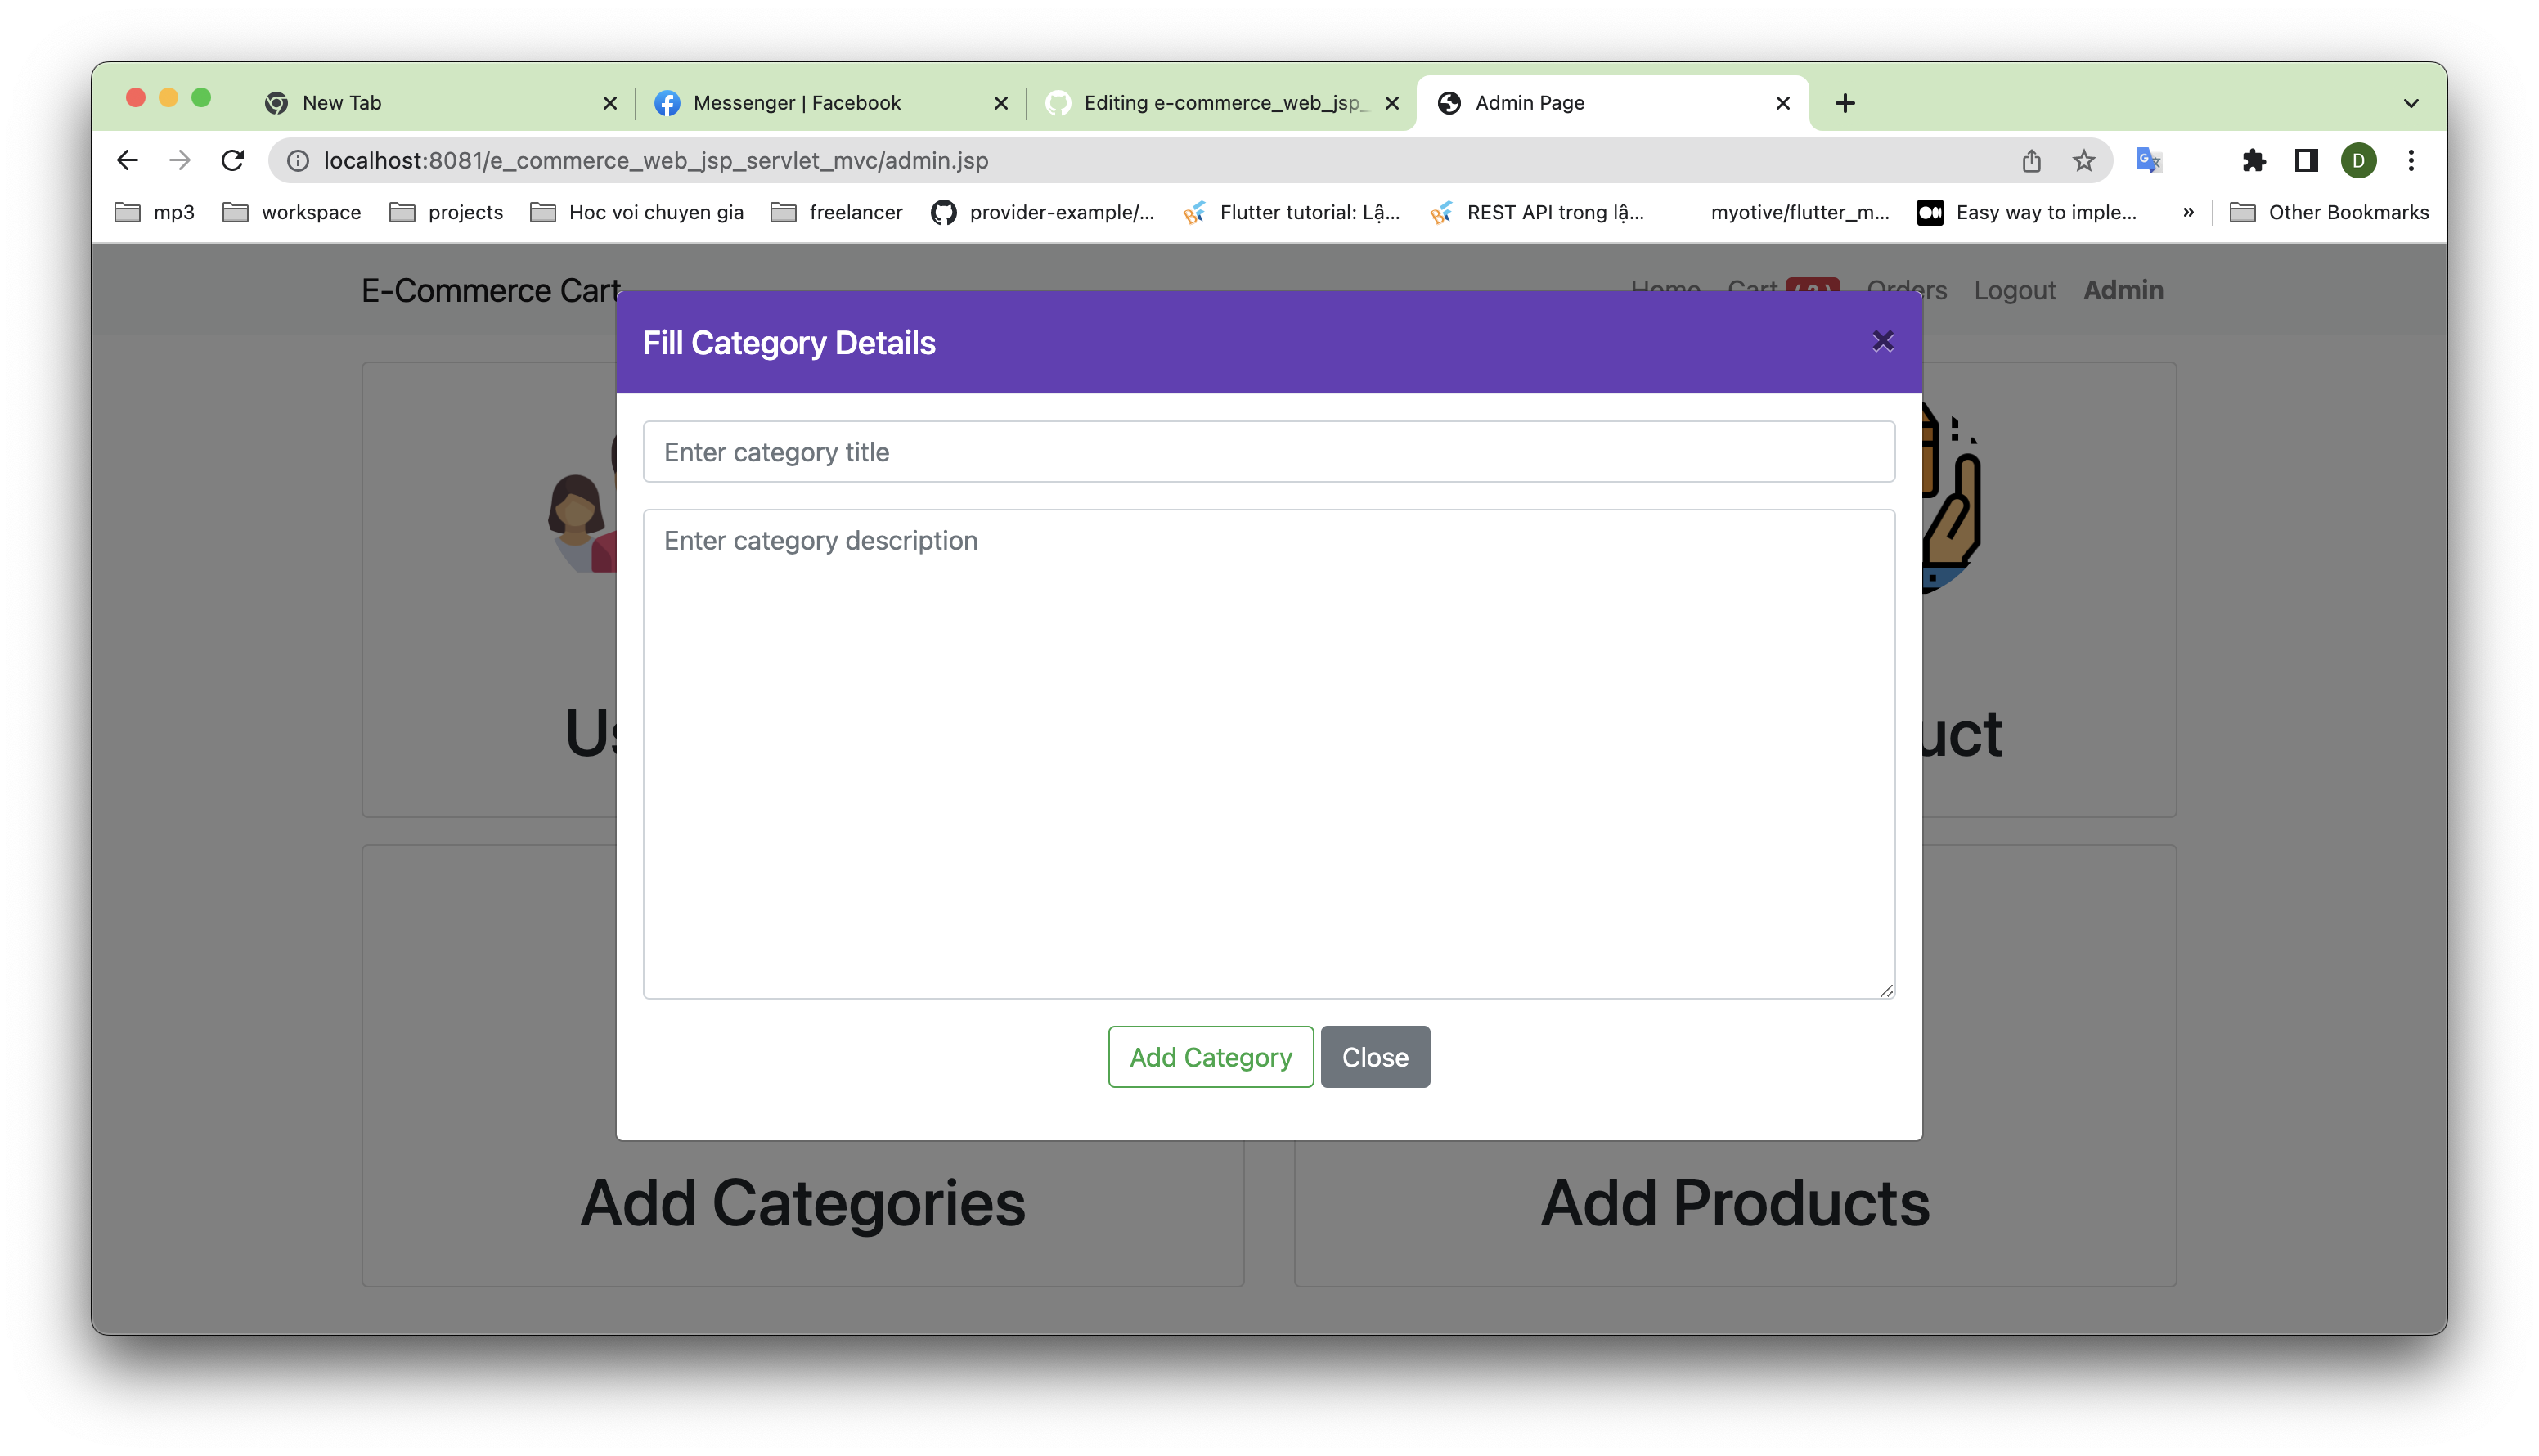 New Tab
Messenger | Facebook
Editing e-commerce_web_jsp_
Admin Page
localhost:8081/e_commerce_web_jsp_servlet_mvc/admin.jsp
D
mp3
workspace
projects
Hoc voi chuyen gia
freelancer
provider-example/...
Flutter tutorial: Lậ...
REST API trong lậ...
myotive/flutter_m...
Easy way to imple...
»
Other Bookmarks
E-Commerce Cart
Home Cart Orders Logout Admin
Fill Category Details
Enter category title
Enter category description
Us
uct
Add Category
Close
Add Categories
Add Products